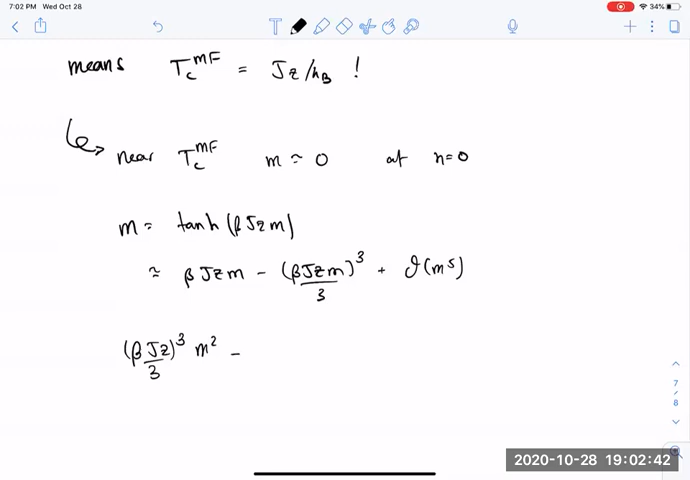 7:02 PM Wed Oct 28
34%
means T_c^{MF} = Jz/k_B !
near T_c^{MF} m ≃ 0 at h=0
m = tanh(βJzm)
≃ βJzm − (βJzm)^3/3 + O(m^5)
(βJz)^3/3 m^2 −
7
/
8
2020-10-28 19:02:42